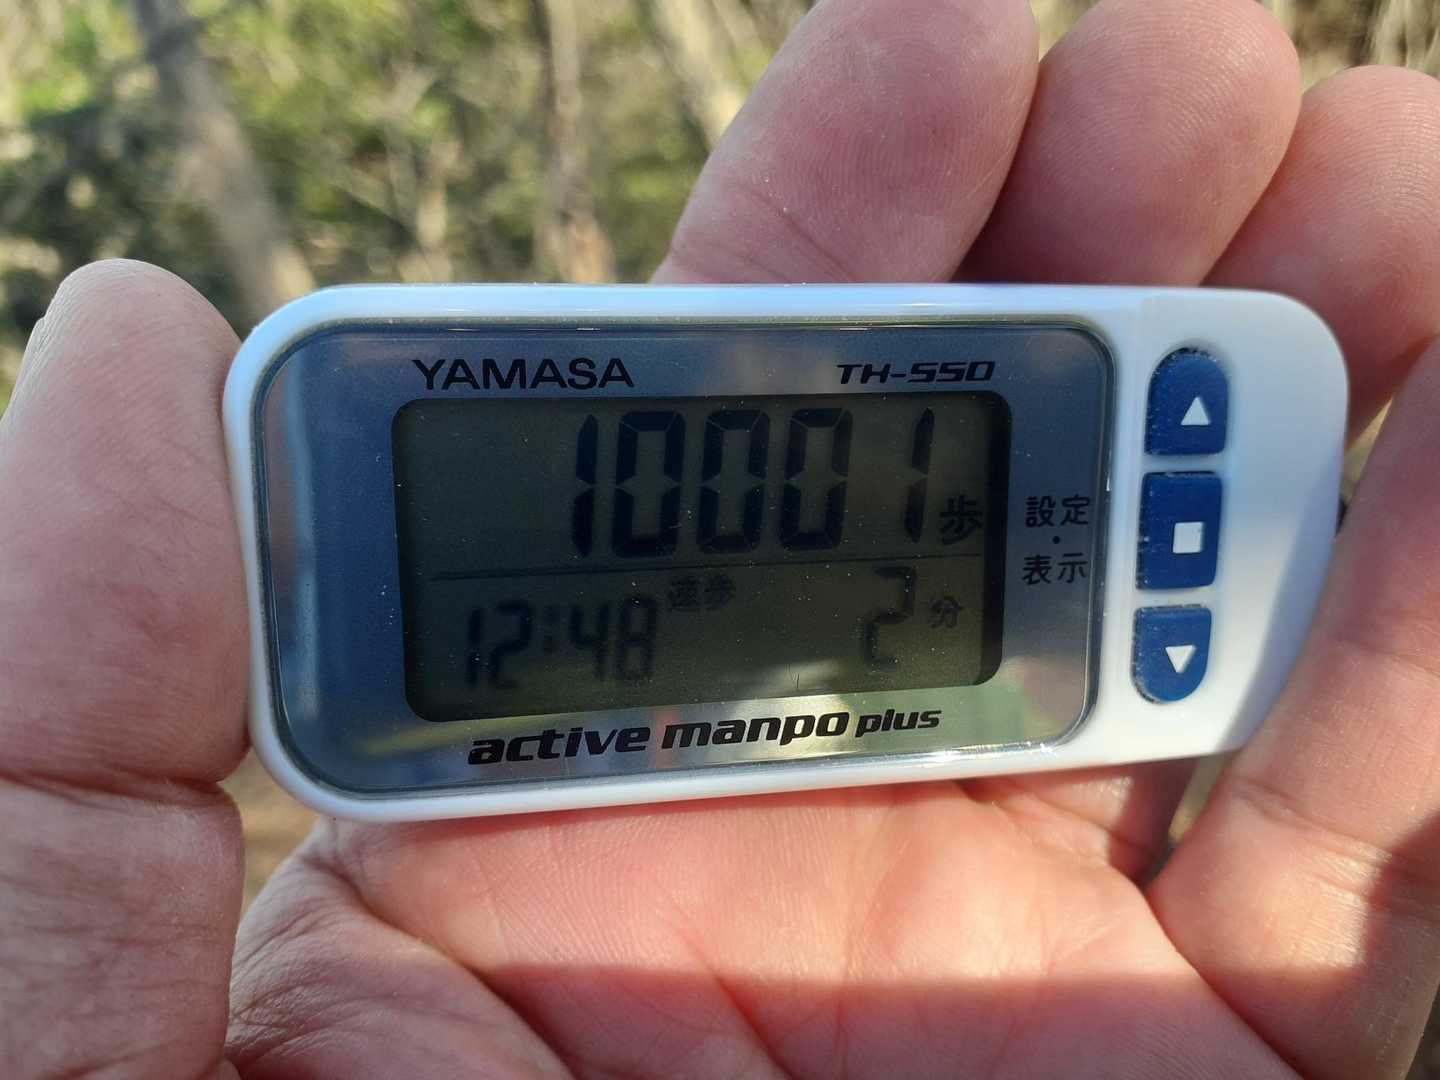 YAMASA TH-550
10001歩
12:48 速歩 2分
設定
・
表示
active manpo plus